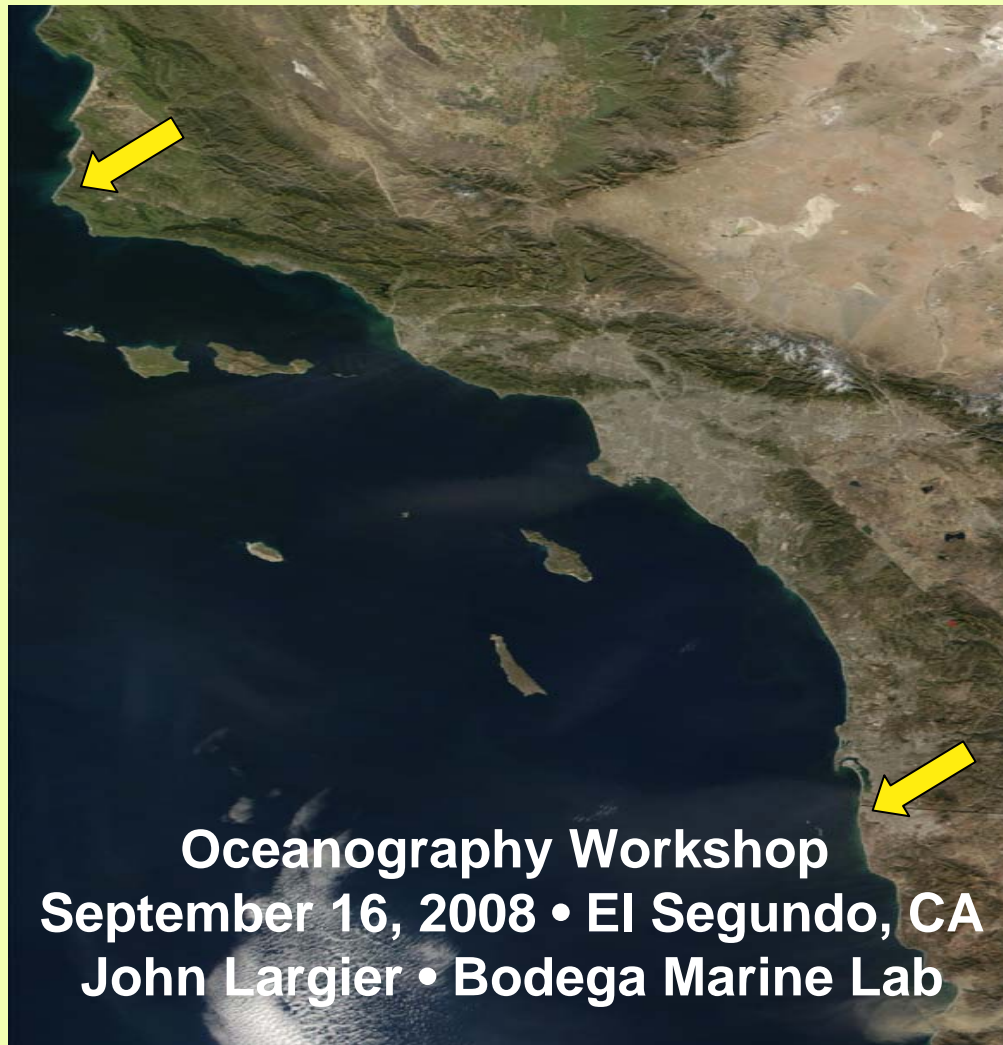 Oceanography Workshop
September 16, 2008 • El Segundo, CA
John Largier • Bodega Marine Lab